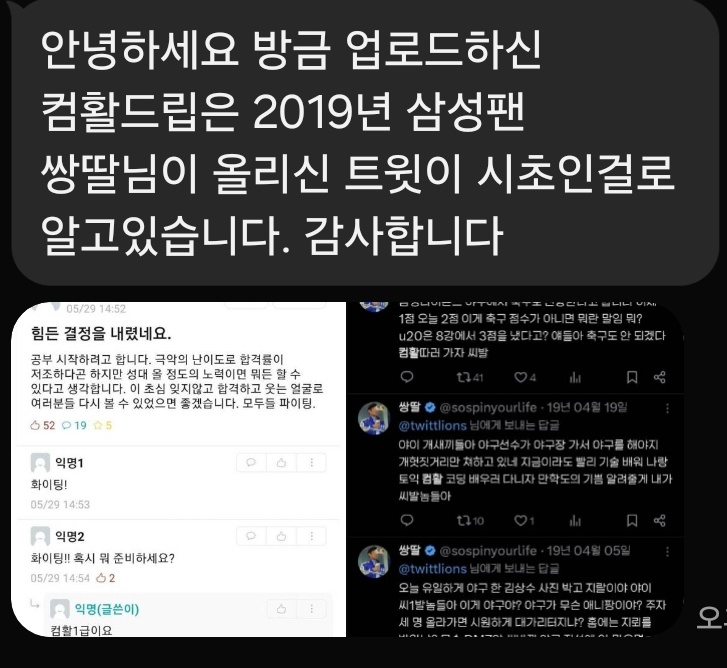 안녕하세요 방금 업로드하신
컴활드립은 2019년 삼성팬
쌍딸님이 올리신 트윗이 시초인걸로
알고있습니다. 감사합니다
05/29 14:52
힘든 결정을 내렸네요.
공부 시작하려고 합니다. 극악의 난이도로 합격률이
저조하다곤 하지만 성대 올 정도의 노력이면 뭐든 할 수
있다고 생각합니다. 이 초심 잊지않고 합격하고 웃는 얼굴로
여러분들 다시 볼 수 있었으면 좋겠습니다. 모두들 파이팅.
52 19 5
익명1
화이팅!
05/29 14:53
익명2
화이팅!! 혹시 뭐 준비하세요?
05/29 14:54 2
익명(글쓴이)
컴활1급이요
1점 오늘 2점 이게 축구 점수가 아니면 뭐란 말임 뭐?
u20은 8강에서 3점을 냈다고? 얘들아 축구도 안 되겠다
컴활따러 가자 씨발
41 4
쌍딸 @sospinyourlife · 19년 04월 19일
@twittlions 님에게 보내는 답글
야이 개새끼들아 야구선수가 야구장 가서 야구를 해야지
개헛짓거리만 쳐하고 있네 지금이라도 빨리 기술 배워 나랑
토익 컴활 코딩 배우러 다니자 만학도의 기쁨 알려줄게 내가
씨발놈들아
10 1
쌍딸 @sospinyourlife · 19년 04월 05일
@twittlions 님에게 보내는 답글
오늘 유일하게 야구 한 김상수 사진 박고 지랄이야 야이
씨1발놈들아 이게 야구야? 야구가 무슨 애니팡이야? 주자
세 명 올라가면 시원하게 대가리터지냐? 홈에는 지뢰를